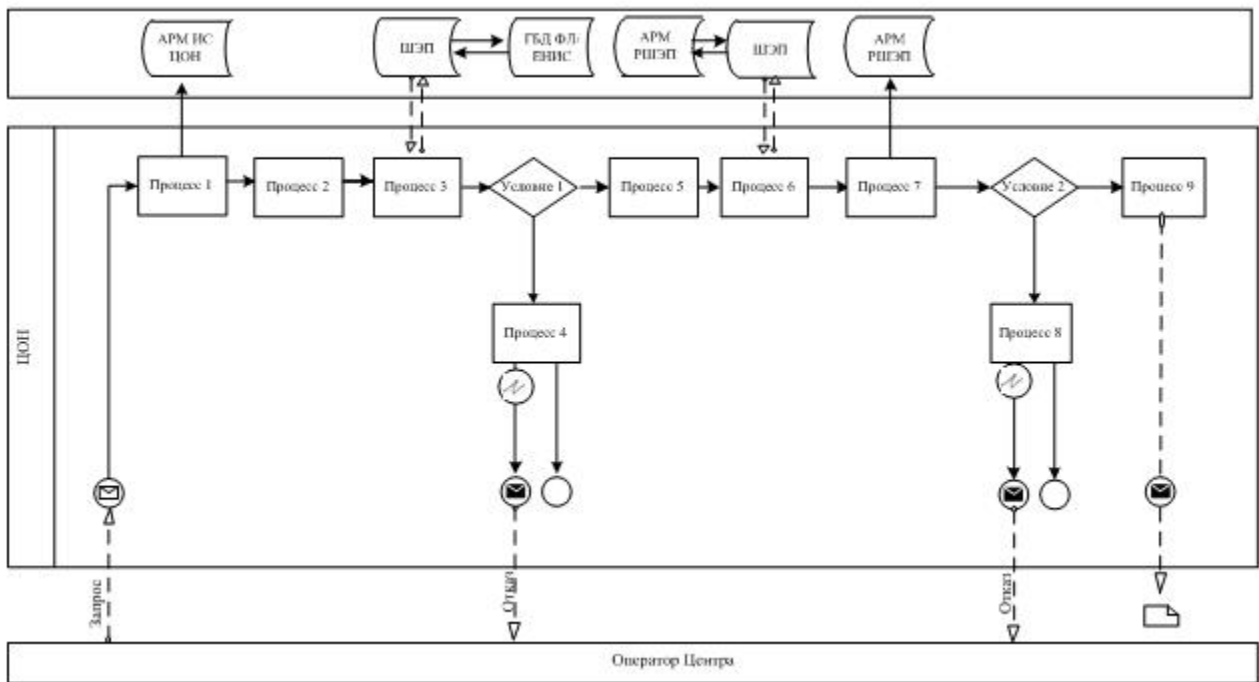 АРМ ИС
ЦОН
ШЭП
ГБД ФЛ/
ЕНИС
АРМ
РШЭП
ШЭП
АРМ
РШЭП
Процесс 1
Процесс 2
Процесс 3
Условие 1
Процесс 5
Процесс 6
Процесс 7
Условие 2
Процесс 9
Процесс 4
Процесс 8
ЦОН
Запрос
Отказ
Отказ
Оператор Центра